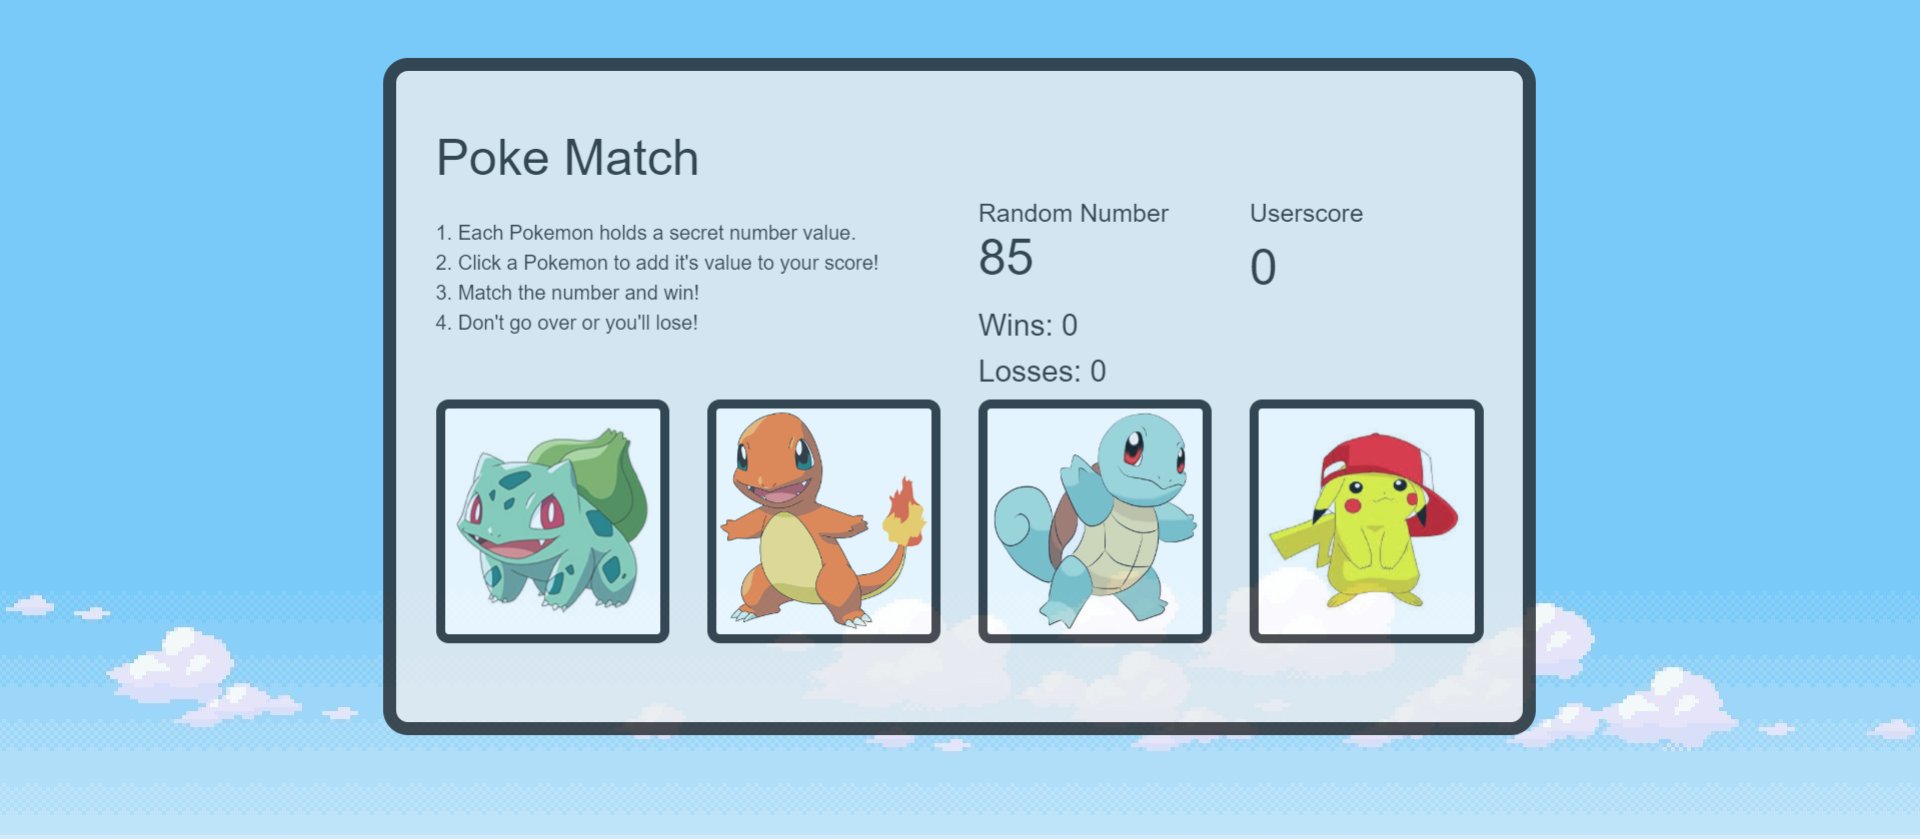 Poke Match
1. Each Pokemon holds a secret number value.
2. Click a Pokemon to add it's value to your score!
3. Match the number and win!
4. Don't go over or you'll lose!
Random Number
85
Wins: 0
Losses: 0
Userscore
0